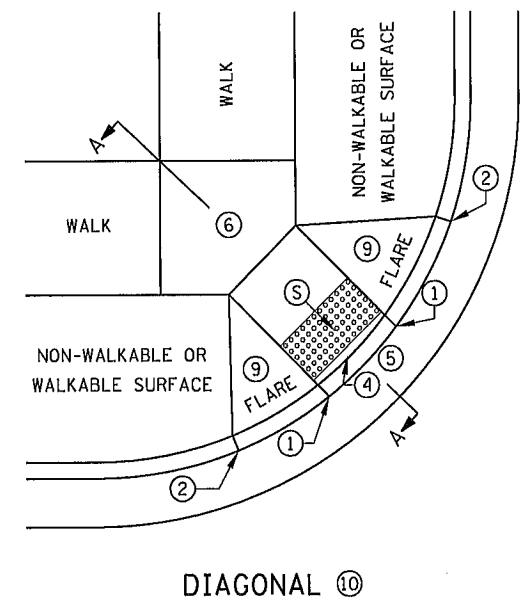 WALK
NON-WALKABLE OR
WALKABLE SURFACE
A
2
6
WALK
9
FLARE
S
1
NON-WALKABLE OR
WALKABLE SURFACE
9
FLARE
5
4
A
1
2
DIAGONAL 10